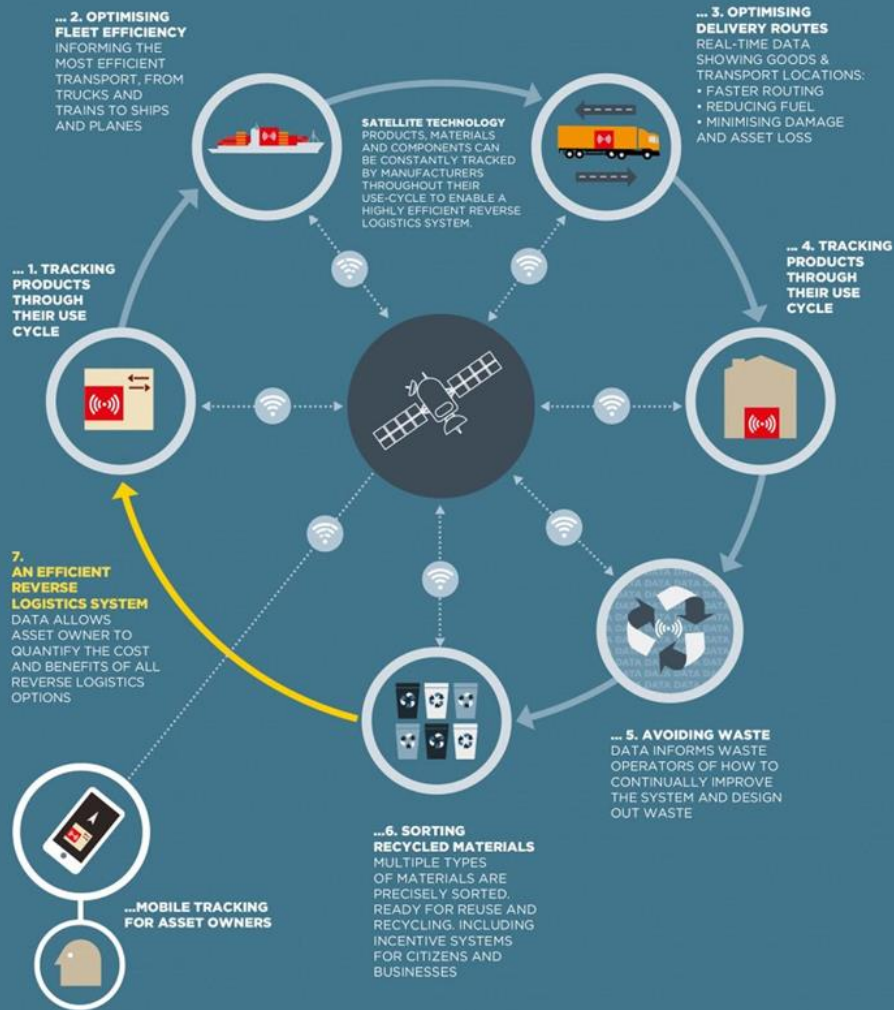 ... 2. OPTIMISING
FLEET EFFICIENCY
INFORMING THE
MOST EFFICIENT
TRANSPORT, FROM
TRUCKS AND
TRAINS TO SHIPS
AND PLANES
SATELLITE TECHNOLOGY
PRODUCTS, MATERIALS
AND COMPONENTS CAN
BE CONSTANTLY TRACKED
BY MANUFACTURERS
THROUGHOUT THEIR
USE-CYCLE TO ENABLE A
HIGHLY EFFICIENT REVERSE
LOGISTICS SYSTEM.
... 3. OPTIMISING
DELIVERY ROUTES
REAL-TIME DATA
SHOWING GOODS &
TRANSPORT LOCATIONS:
• FASTER ROUTING
• REDUCING FUEL
• MINIMISING DAMAGE
AND ASSET LOSS
... 1. TRACKING
PRODUCTS
THROUGH
THEIR USE
CYCLE
... 4. TRACKING
PRODUCTS
THROUGH
THEIR USE
CYCLE
7.
AN EFFICIENT
REVERSE
LOGISTICS SYSTEM
DATA ALLOWS
ASSET OWNER TO
QUANTIFY THE COST
AND BENEFITS OF ALL
REVERSE LOGISTICS
OPTIONS
DATA DATA DATA
... 5. AVOIDING WASTE
DATA INFORMS WASTE
OPERATORS OF HOW TO
CONTINUALLY IMPROVE
THE SYSTEM AND DESIGN
OUT WASTE
...6. SORTING
RECYCLED MATERIALS
MULTIPLE TYPES
OF MATERIALS ARE
PRECISELY SORTED.
READY FOR REUSE AND
RECYCLING. INCLUDING
INCENTIVE SYSTEMS
FOR CITIZENS AND
BUSINESSES
...MOBILE TRACKING
FOR ASSET OWNERS